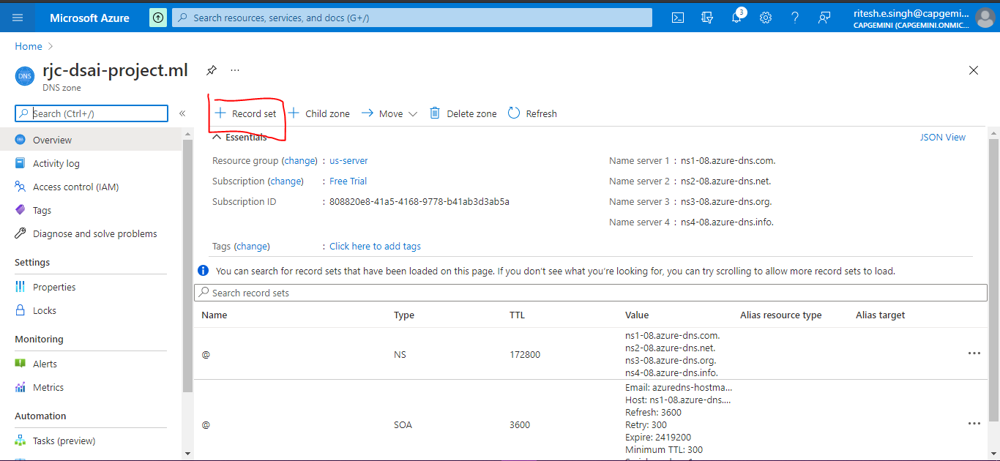 Microsoft Azure
Search resources, services, and docs (G+/)
3
ritesh.e.singh@capgemi...
CAPGEMINI (CAPGEMINI.ONMIC...
Home
DNS
rjc-dsai-project.ml
...
DNS zone
Search (Ctrl+/)
«
Record set
Child zone
Move
Delete zone
Refresh
Overview
Activity log
Access control (IAM)
Tags
Diagnose and solve problems
Settings
Properties
Locks
Monitoring
Alerts
Metrics
Automation
Tasks (preview)
Essentials
JSON View
Resource group (change) : us-server
Subscription (change) : Free Trial
Subscription ID : 808820e8-41a5-4168-9778-b41ab3d3ab5a
Name server 1 : ns1-08.azure-dns.com.
Name server 2 : ns2-08.azure-dns.net.
Name server 3 : ns3-08.azure-dns.org.
Name server 4 : ns4-08.azure-dns.info.
Tags (change) : Click here to add tags
You can search for record sets that have been loaded on this page. If you don't see what you're looking for, you can try scrolling to allow more record sets to load.
Search record sets
Name Type TTL Value Alias resource type Alias target
@ NS 172800
ns1-08.azure-dns.com.
ns2-08.azure-dns.net.
ns3-08.azure-dns.org.
ns4-08.azure-dns.info.
@ SOA 3600
Email: azuredns-hostma...
Host: ns1-08.azure-dns....
Refresh: 3600
Retry: 300
Expire: 2419200
Minimum TTL: 300